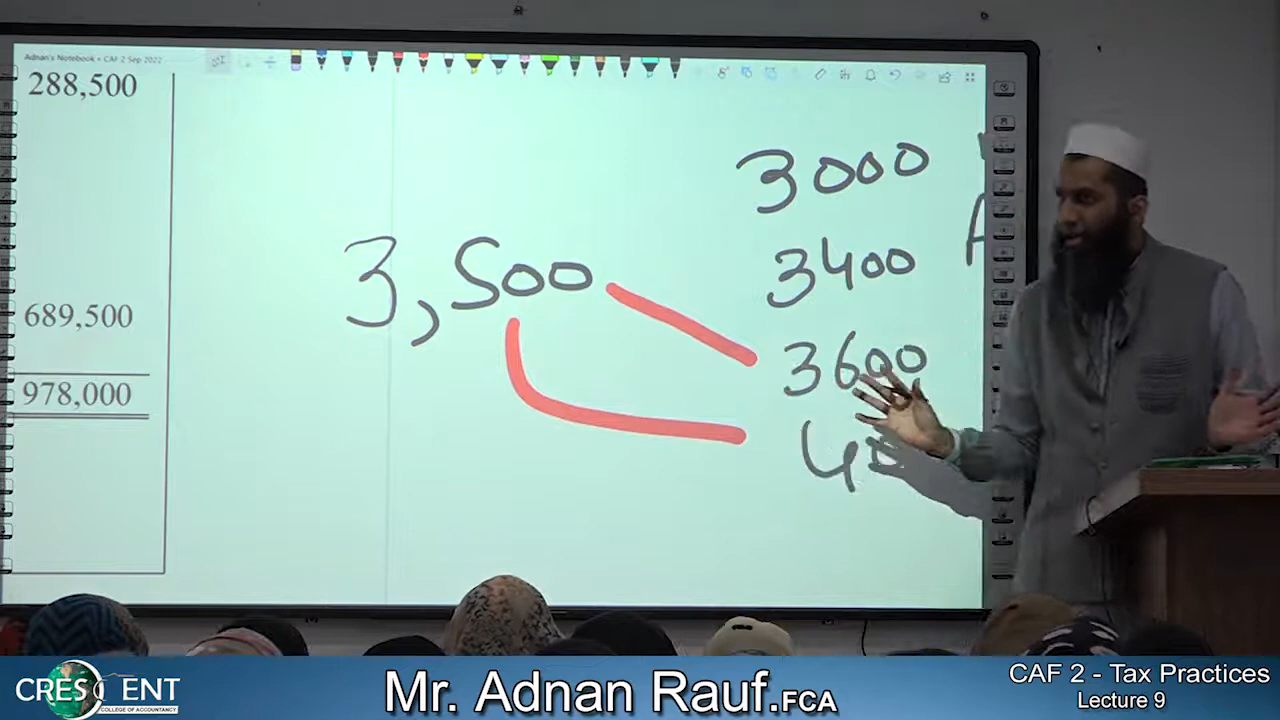 Adnan's Notebook • CAF 2 Sep 2022
288,500
689,500
978,000
3,500
3000
3400
3600
CRESCENT
COLLEGE OF ACCOUNTANCY
Mr. Adnan Rauf.FCA
CAF 2 - Tax Practices
Lecture 9